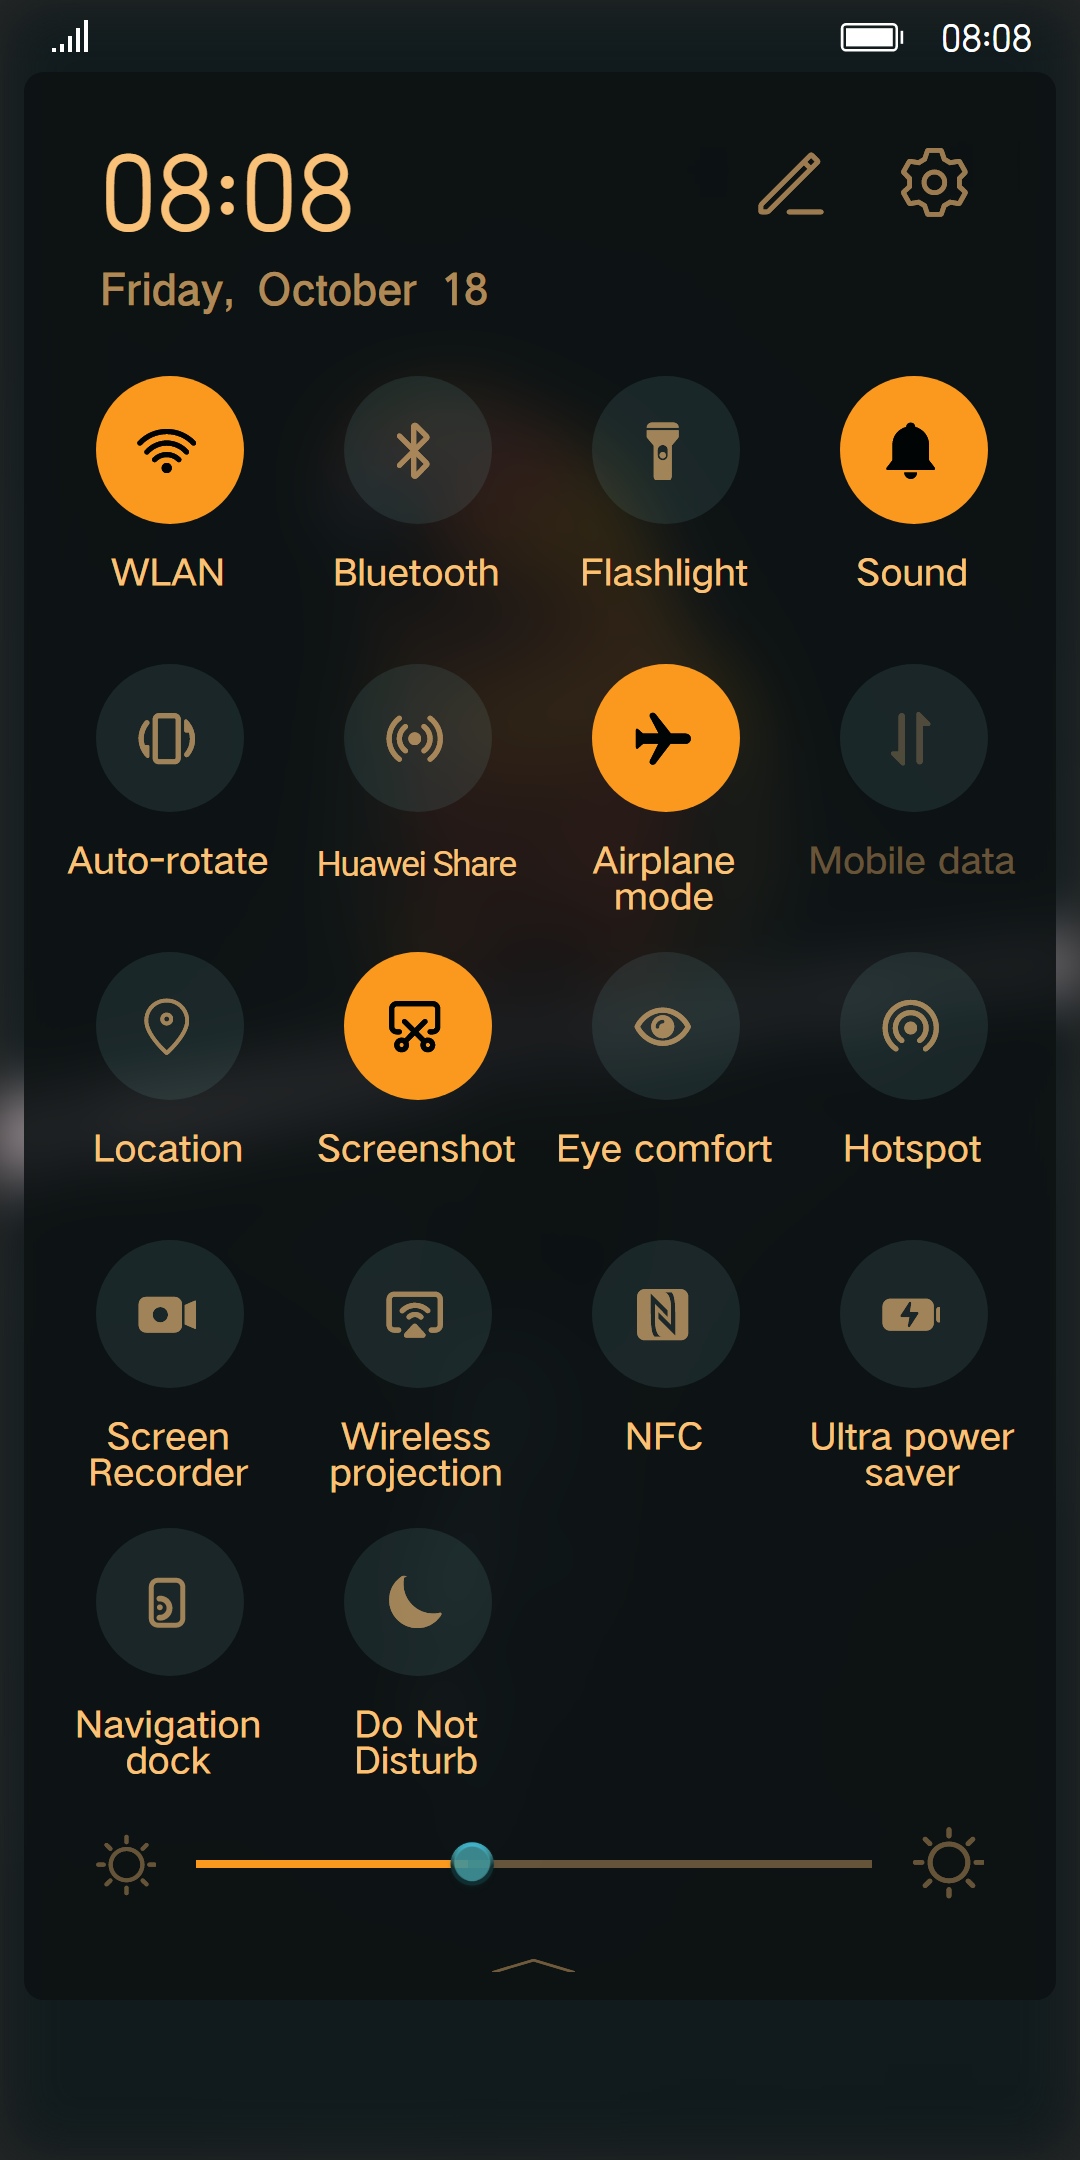 08:08
08:08
Friday, October 18
WLAN
Bluetooth
Flashlight
Sound
Auto-rotate
Huawei Share
Airplane
mode
Mobile data
Location
Screenshot
Eye comfort
Hotspot
Screen
Recorder
Wireless
projection
NFC
Ultra power
saver
Navigation
dock
Do Not
Disturb